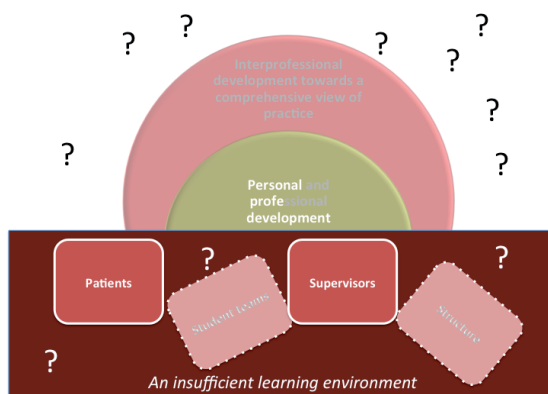 ?
?
?
?
?
?
?
?
Interprofessional
development towards a
comprehensive view of
practice
Personal and
professional
development
?
?
Patients
Student teams
Supervisors
Structure
?
An insufficient learning environment